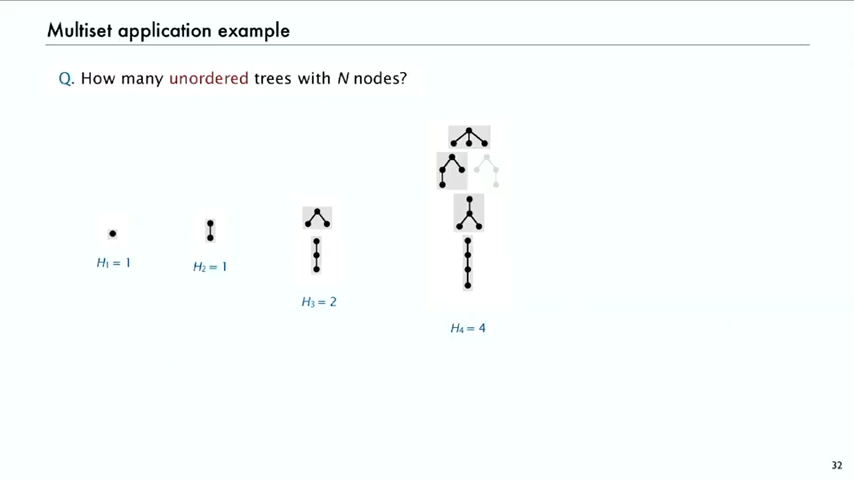 Multiset application example
Q. How many unordered trees with N nodes?
H₁ = 1
H₂ = 1
H₃ = 2
H₄ = 4
32